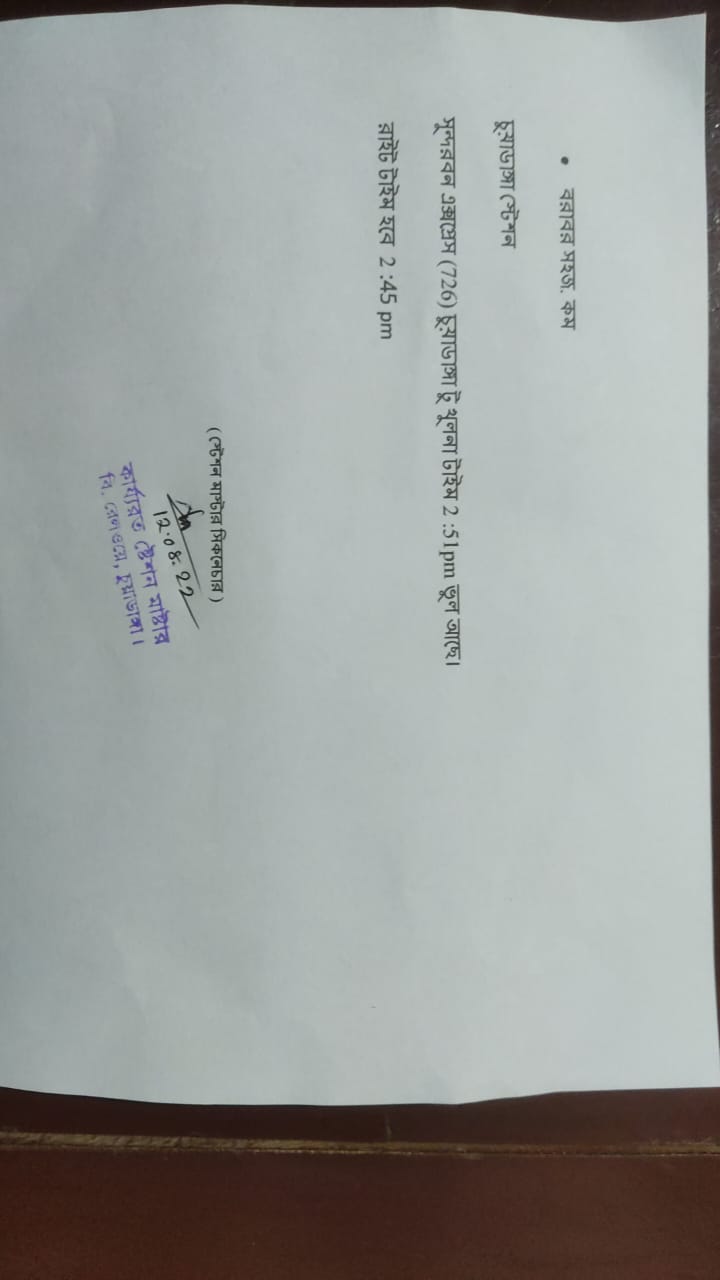 • বরাবর সহজ. কম
চুয়াডাঙ্গা স্টেশন
সুন্দরবন এক্সপ্রেস (726) চুয়াডাঙ্গা টু খুলনা টাইম 2 :51pm ভুল আছে।
রাইট টাইম হবে 2 :45 pm
( স্টেশন মাস্টার সিকনেচার )
12.08.22
কার্যরত ষ্টেশন মাষ্টার
বি. রেলওয়ে, চুয়াডাঙ্গা।